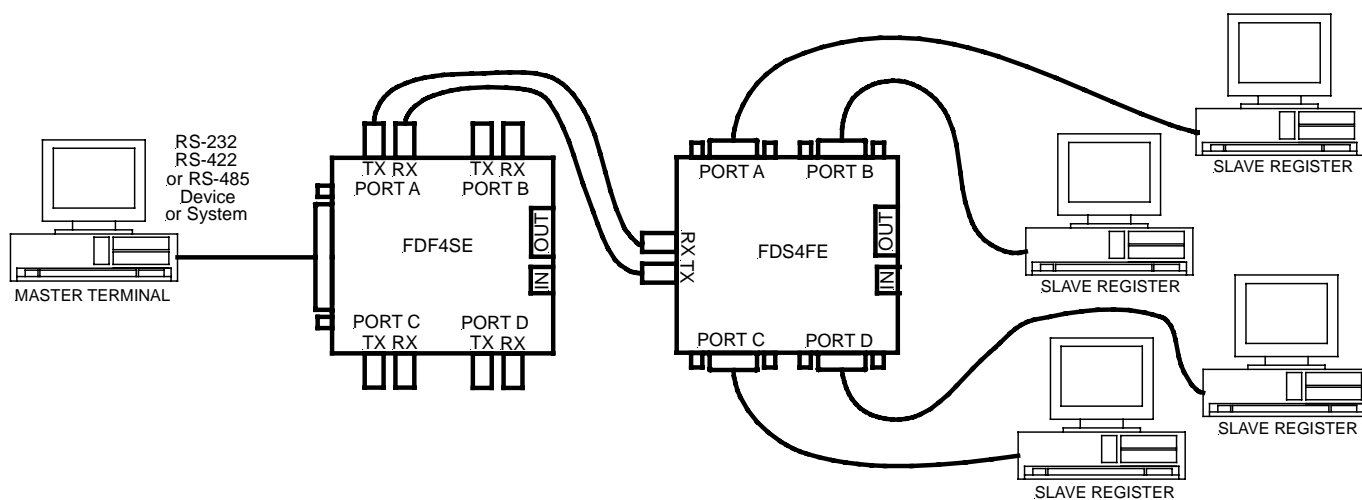 RS-232
RS-422
or RS-485
Device
or System
MASTER TERMINAL
TX RX
PORT A
TX RX
PORT B
FDF4SE
OUT
IN
PORT C
TX RX
PORT D
TX RX
RX TX
PORT A
PORT B
FDS4FE
OUT
IN
PORT C
PORT D
SLAVE REGISTER
SLAVE REGISTER
SLAVE REGISTER
SLAVE REGISTER